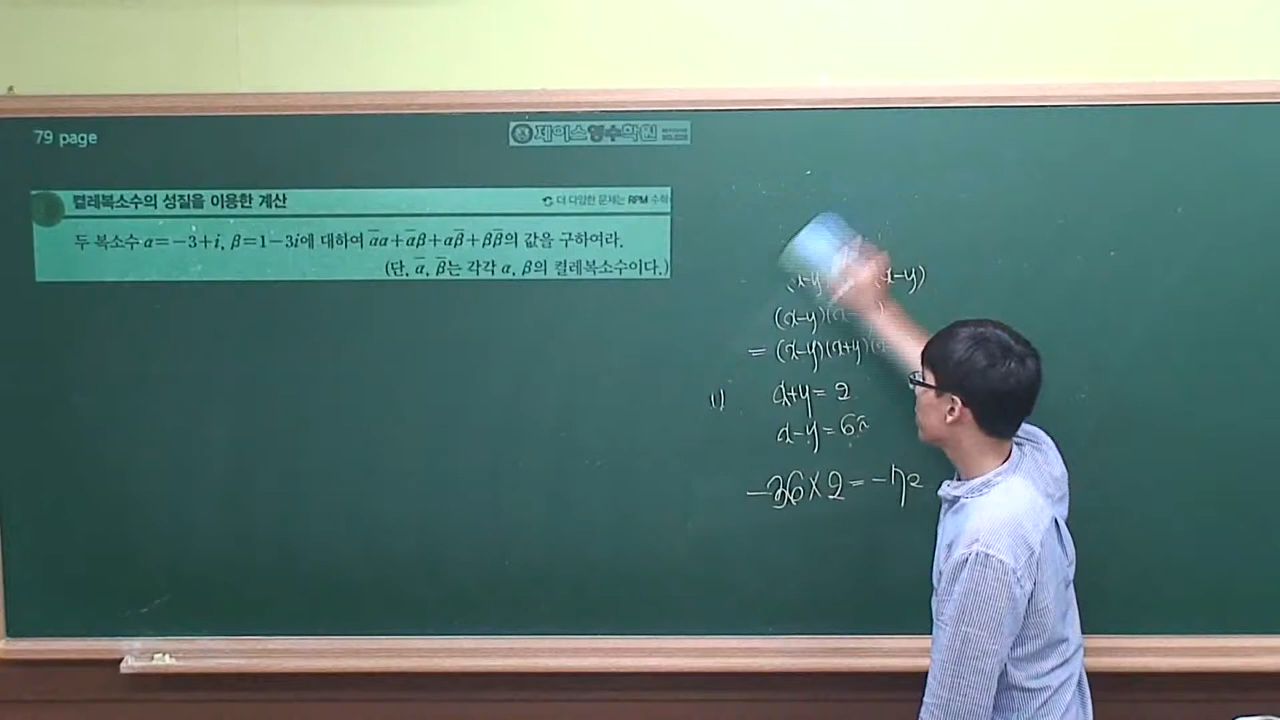 79 page
제이스영수학원
켤레복소수의 성질을 이용한 계산
더 다양한 문제는 RPM 수학
두 복소수 α=−3+i, β=1−3i에 대하여 α̅α+α̅β+αβ̅+ββ̅의 값을 구하여라.
(단, α̅, β̅는 각각 α, β의 켤레복소수이다.)
(x-y) (x-y)
(x-y)(x
= (x-y)(x+y)(x
1) x+y = 2
x-y = 6i
-36×2 = -72